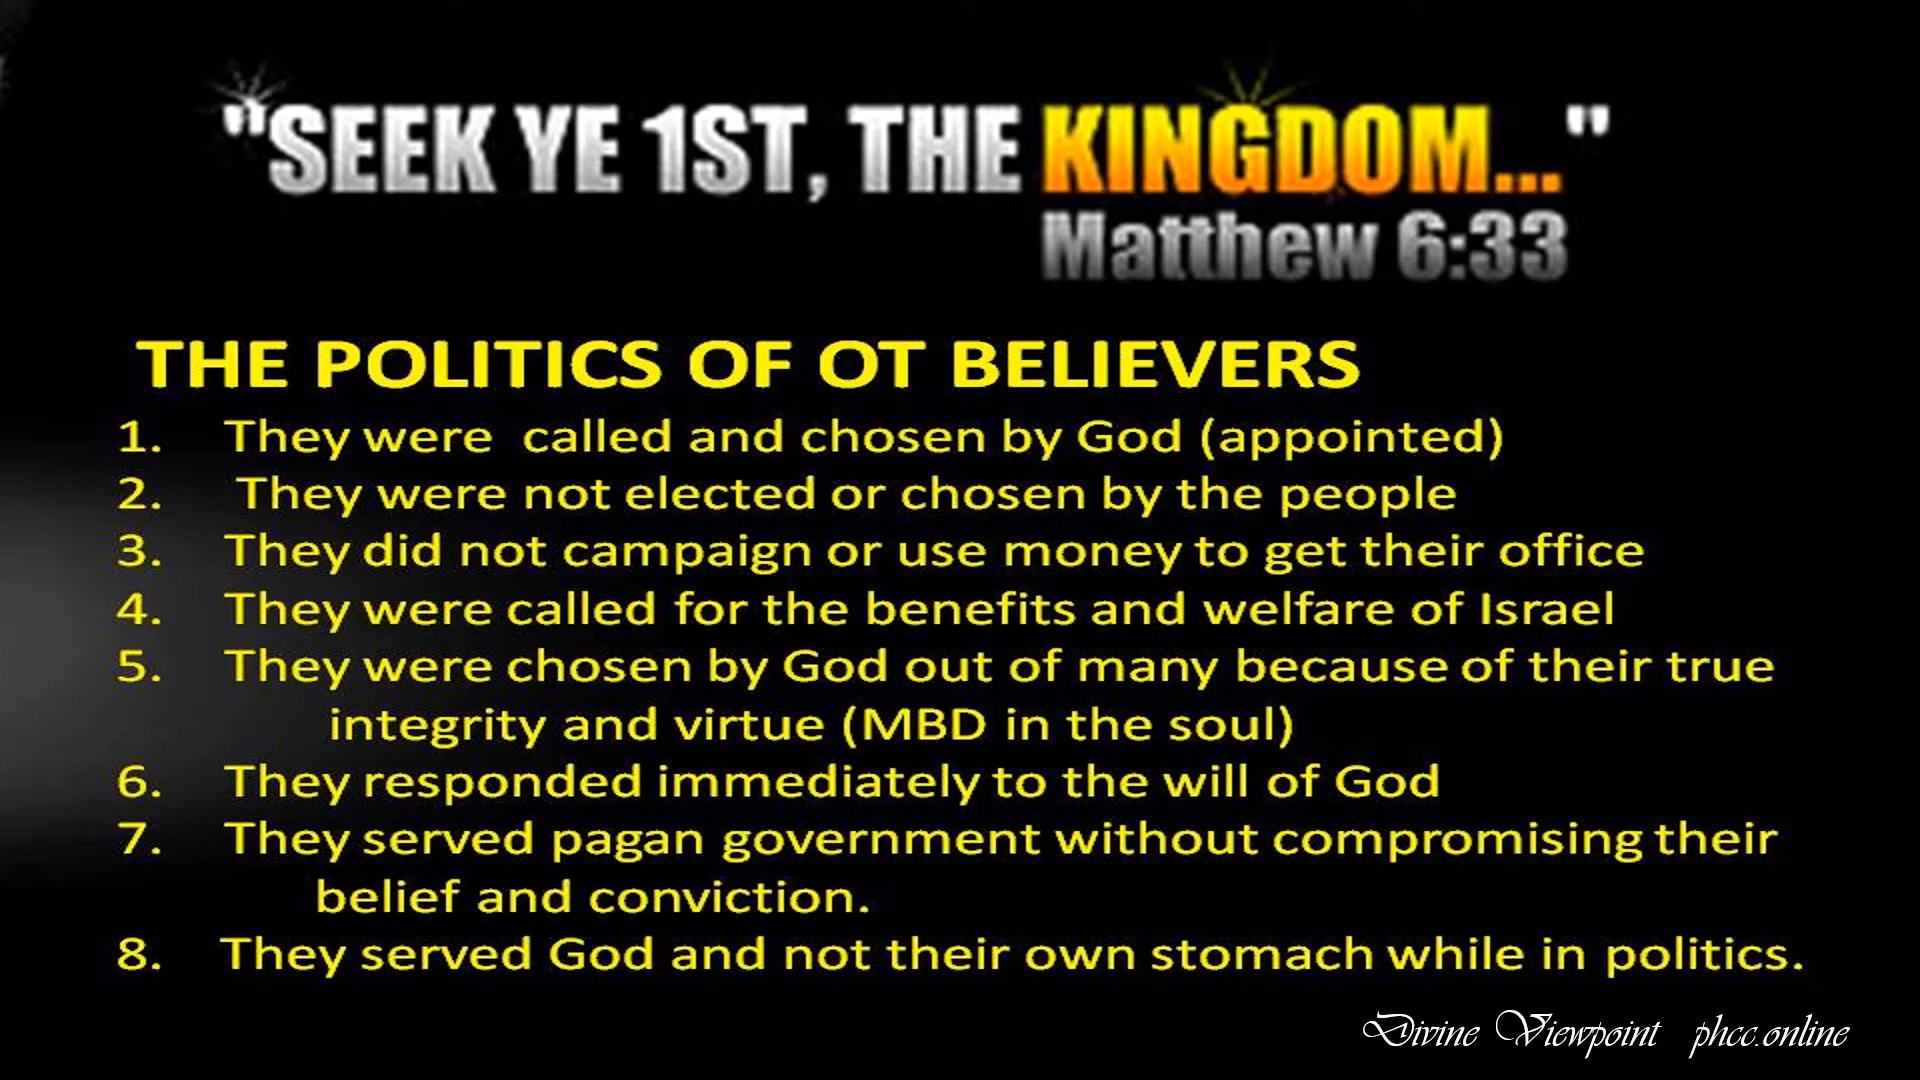 "SEEK YE 1ST, THE KINGDOM..."
Matthew 6:33
THE POLITICS OF OT BELIEVERS
1. They were called and chosen by God (appointed)
2. They were not elected or chosen by the people
3. They did not campaign or use money to get their office
4. They were called for the benefits and welfare of Israel
5. They were chosen by God out of many because of their true
integrity and virtue (MBD in the soul)
6. They responded immediately to the will of God
7. They served pagan government without compromising their
belief and conviction.
8. They served God and not their own stomach while in politics.
Divine Viewpoint phcc.online